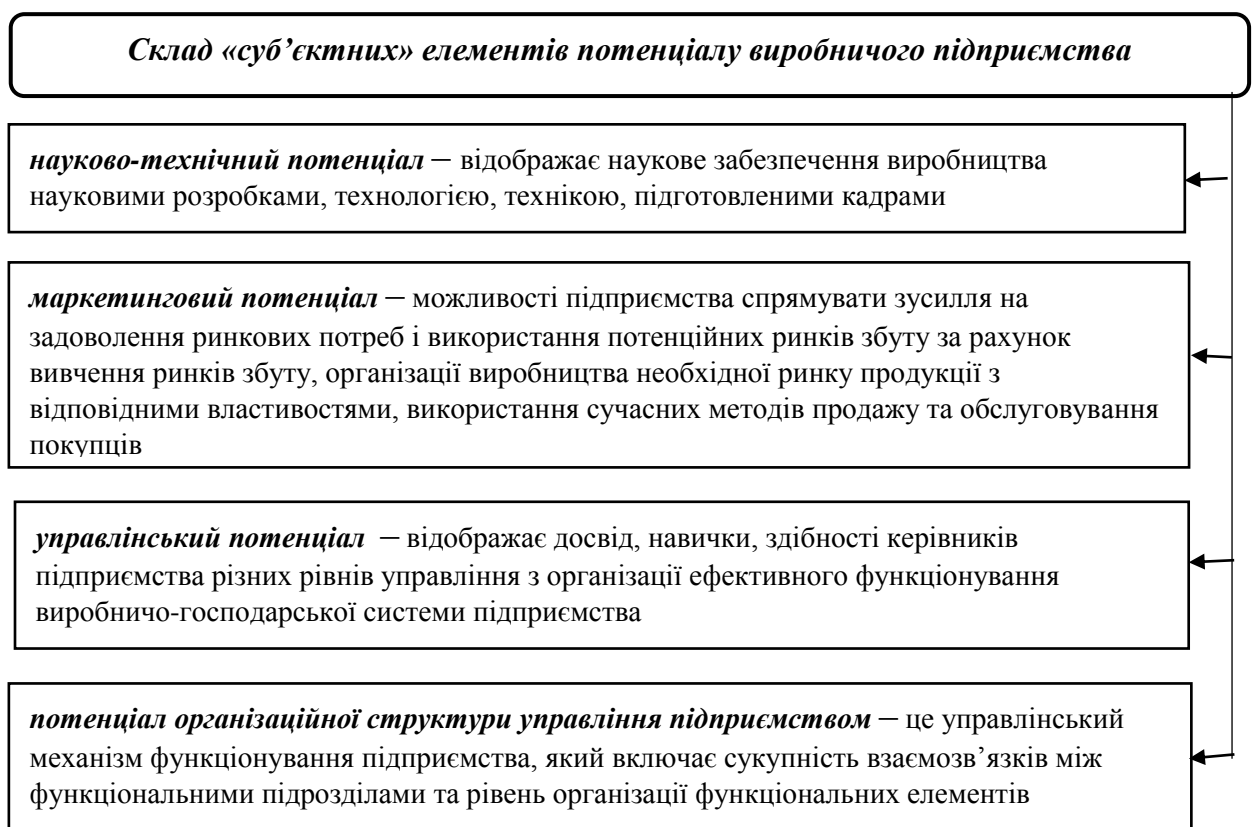 Склад «суб’єктних» елементів потенціалу виробничого підприємства
науково-технічний потенціал – відображає наукове забезпечення виробництва
науковими розробками, технологією, технікою, підготовленими кадрами
маркетинговий потенціал – можливості підприємства спрямувати зусилля на
задоволення ринкових потреб і використання потенційних ринків збуту за рахунок
вивчення ринків збуту, організації виробництва необхідної ринку продукції з
відповідними властивостями, використання сучасних методів продажу та обслуговування
покупців
управлінський потенціал – відображає досвід, навички, здібності керівників
підприємства різних рівнів управління з організації ефективного функціонування
виробничо-господарської системи підприємства
потенціал організаційної структури управління підприємством – це управлінський
механізм функціонування підприємства, який включає сукупність взаємозв’язків між
функціональними підрозділами та рівень організації функціональних елементів